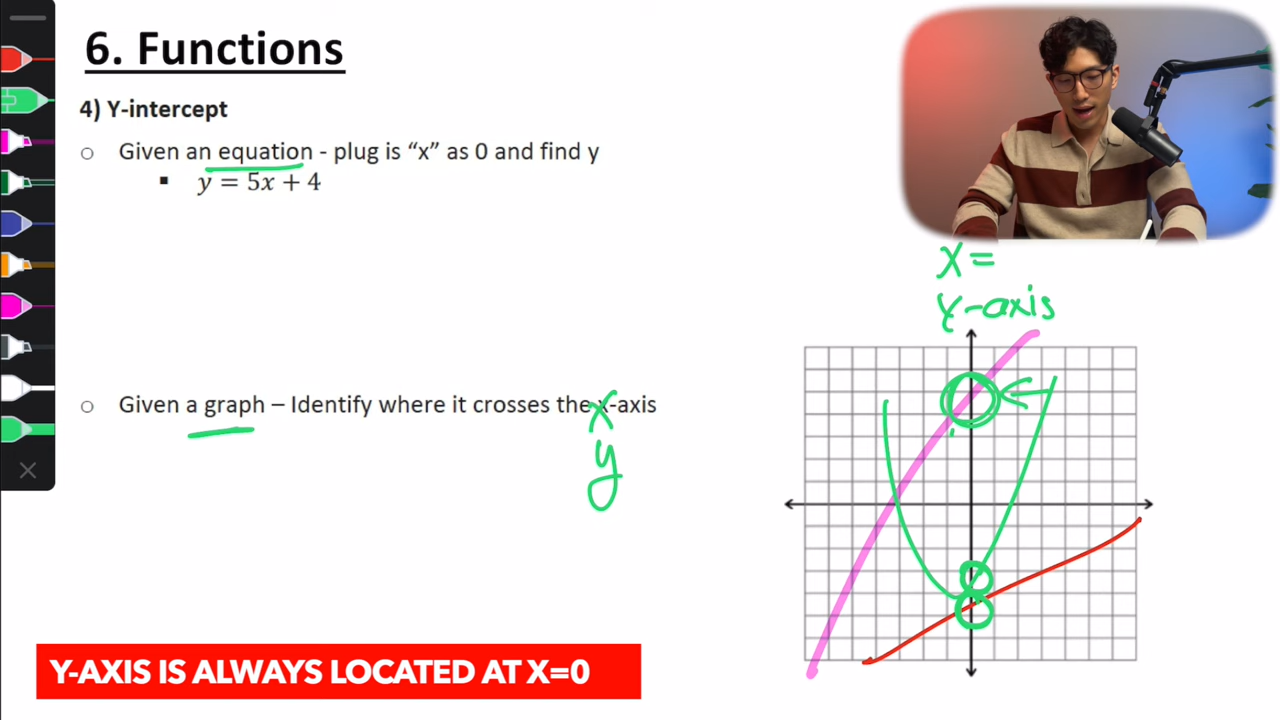 6. Functions
4) Y-intercept
○ Given an equation - plug is “x” as 0 and find y
▪ y = 5x + 4
x=
y-axis
○ Given a graph – Identify where it crosses the x-axis
x
y
Y-AXIS IS ALWAYS LOCATED AT X=0